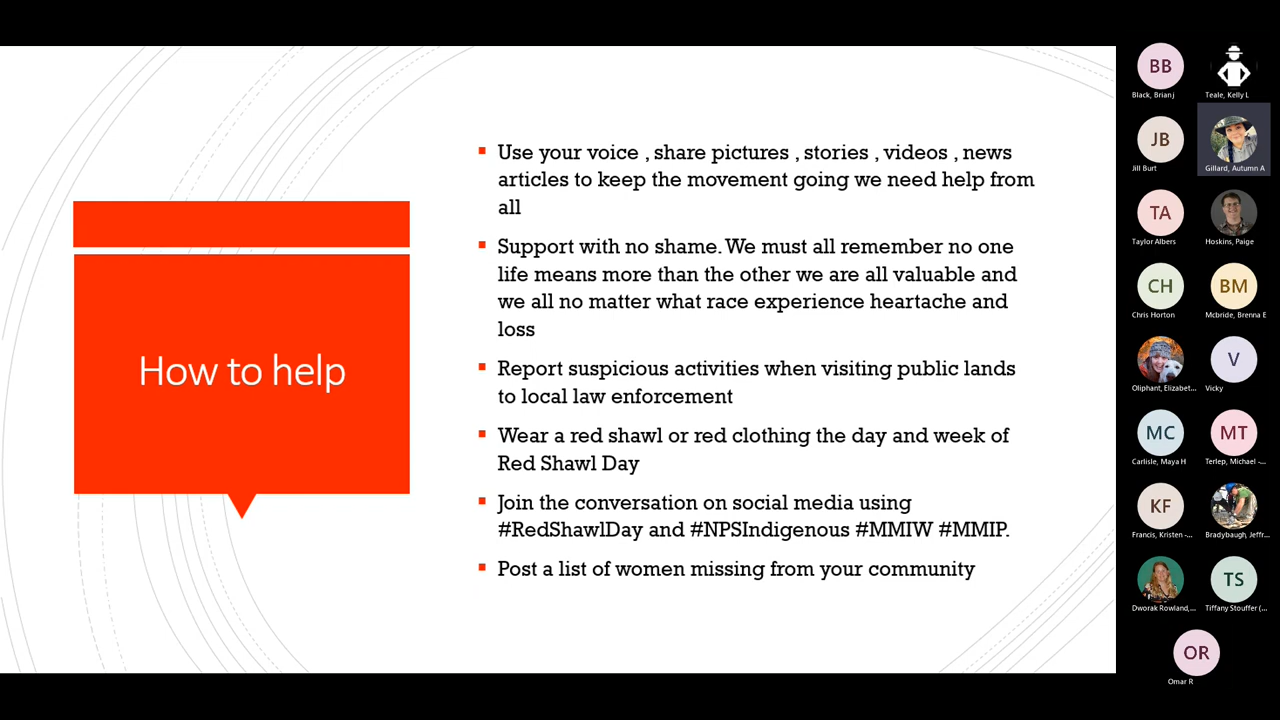 How to help
Use your voice , share pictures , stories , videos , news
articles to keep the movement going we need help from
all
Support with no shame. We must all remember no one
life means more than the other we are all valuable and
we all no matter what race experience heartache and
loss
Report suspicious activities when visiting public lands
to local law enforcement
Wear a red shawl or red clothing the day and week of
Red Shawl Day
Join the conversation on social media using
#RedShawlDay and #NPSIndigenous #MMIW #MMIP.
Post a list of women missing from your community
BB
Black, Brian J
Teale, Kelly L
JB
Jill Burt
Gillard, Autumn A
TA
Taylor Albers
Hoskins, Paige
CH
Chris Horton
BM
Mcbride, Brenna E
Oliphant, Elizabet...
V
Vicky
MC
Carlisle, Maya H
MT
Terlep, Michael -...
KF
Francis, Kristen -...
Bradybaugh, Jeffr...
Dworak Rowland,...
TS
Tiffany Stouffer (...
OR
Omar R